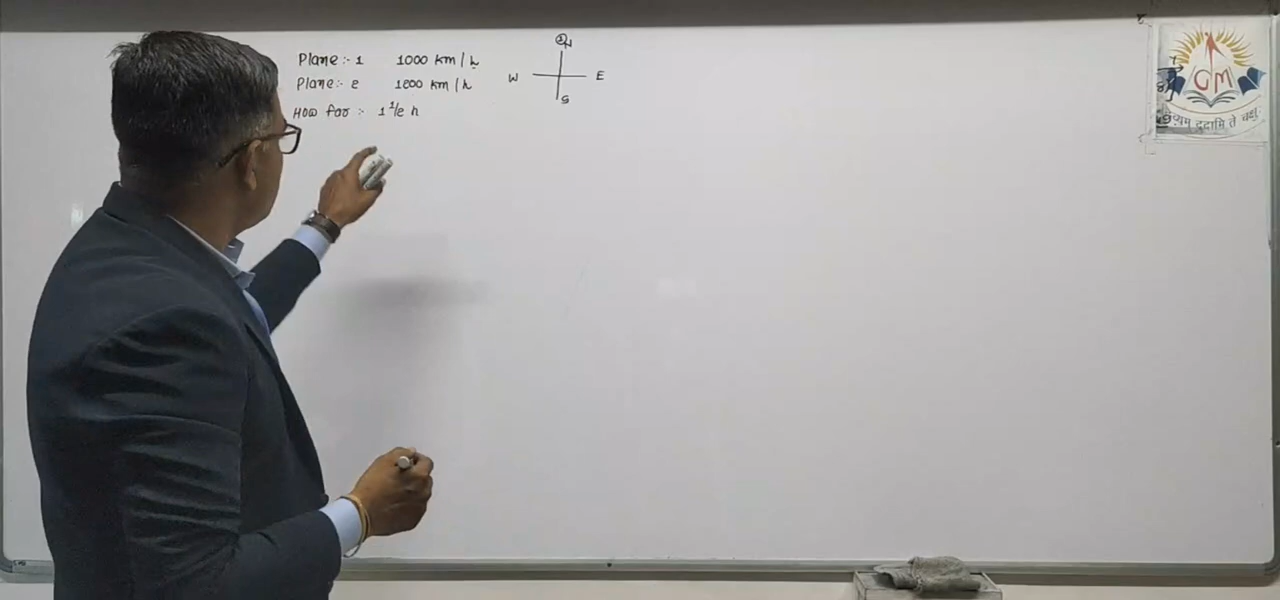 Plane :- 1 1000 km/h
Plane :- 2 1200 km/h
How far :- 1 1/2 h
N
W E
S
GM